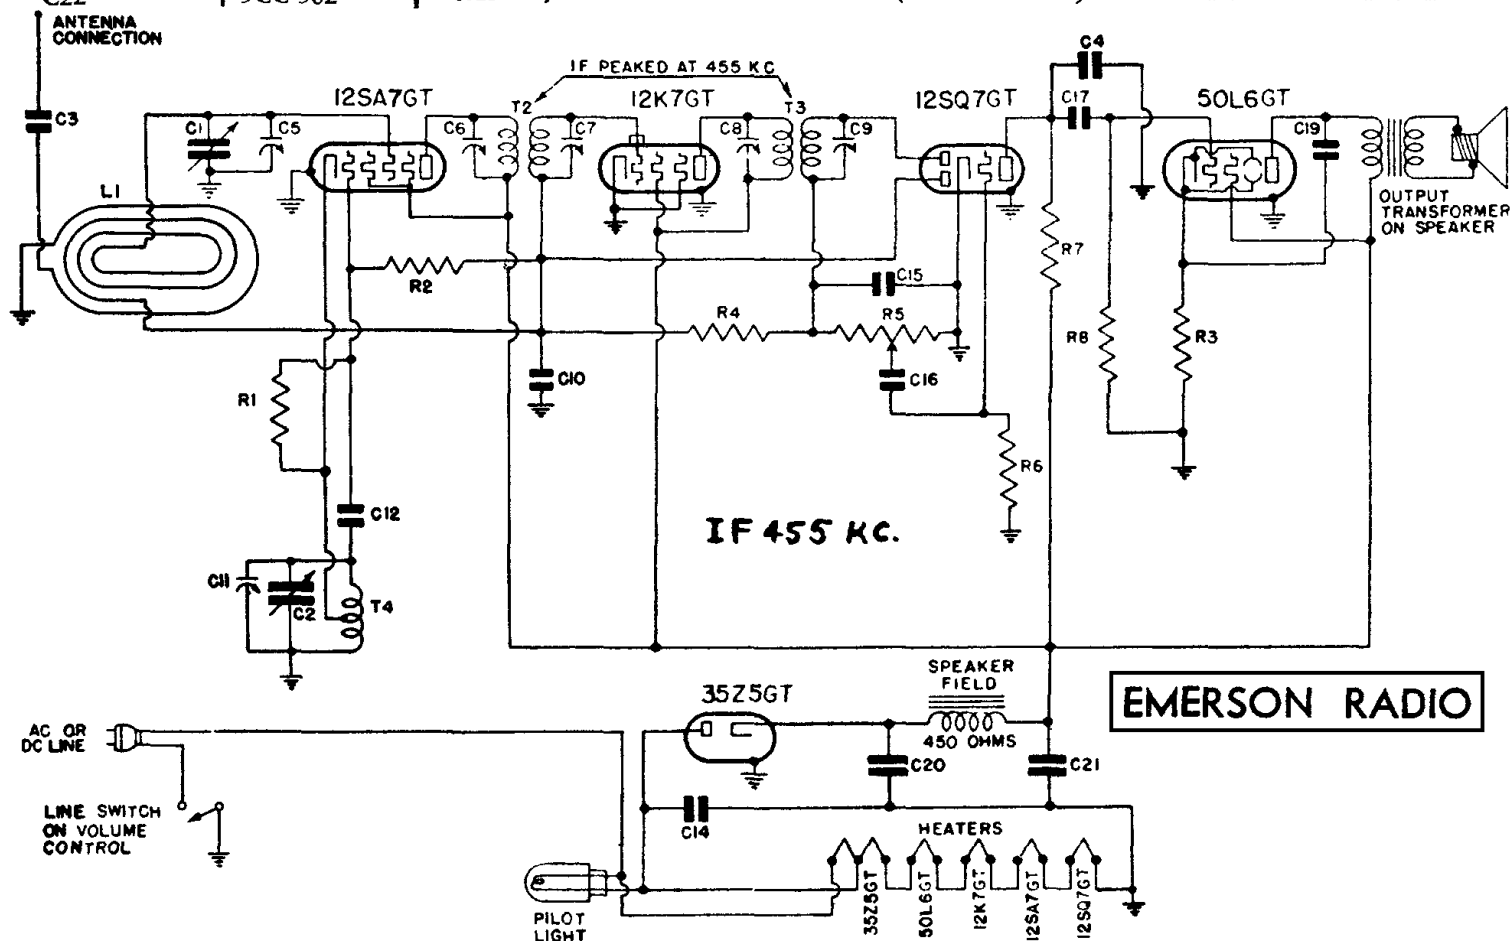 C22
ANTENNA
CONNECTION
C3
L1
C1
C5
12SA7GT
IF PEAKED AT 455 KC
C6
T2
C7
12K7GT
C8
T3
C9
12SQ7GT
C4
C17
50L6GT
C19
OUTPUT
TRANSFORMER
ON SPEAKER
R2
C15
R7
R4
R5
R8
R3
C10
C16
R1
R6
C12
IF 455 KC.
C11
C2
T4
SPEAKER
FIELD
450 OHMS
35Z5GT
EMERSON RADIO
AC OR
DC LINE
C20
C21
LINE SWITCH
ON VOLUME
CONTROL
C14
HEATERS
35Z5GT
50L6GT
12K7GT
12SA7GT
12SQ7GT
PILOT
LIGHT